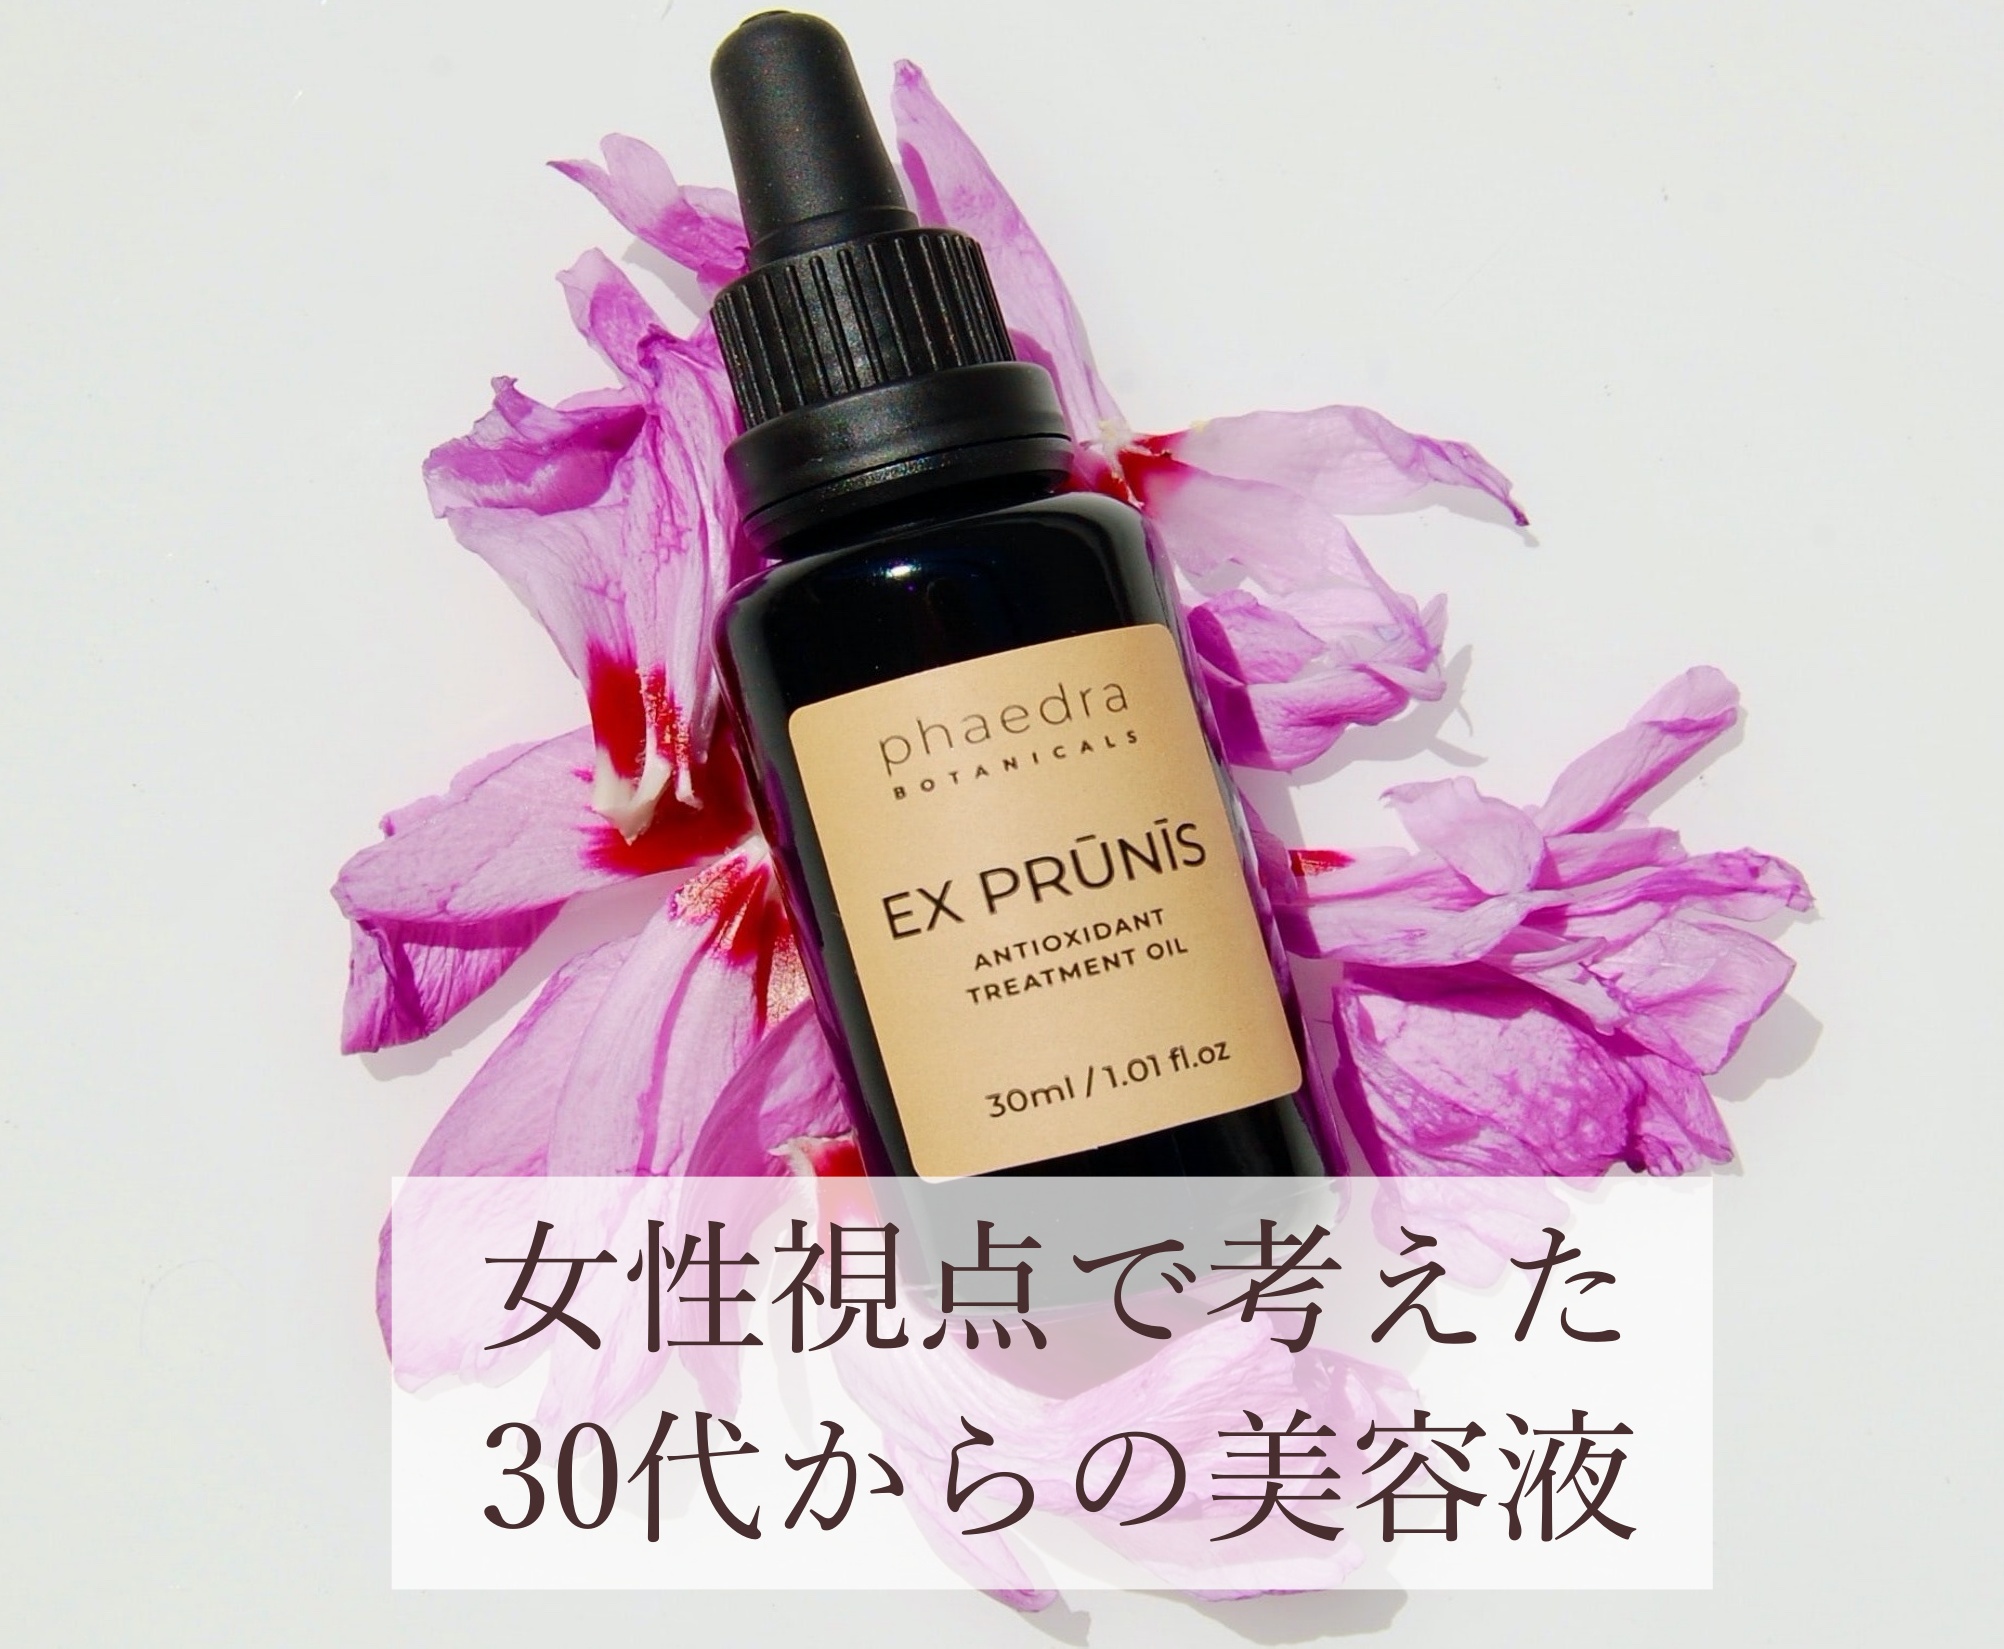 phaedra
BOTANICALS
EX PRŪNĪS
ANTIOXIDANT
TREATMENT OIL
30ml / 1.01 fl.oz
女性視点で考えた
30代からの美容液